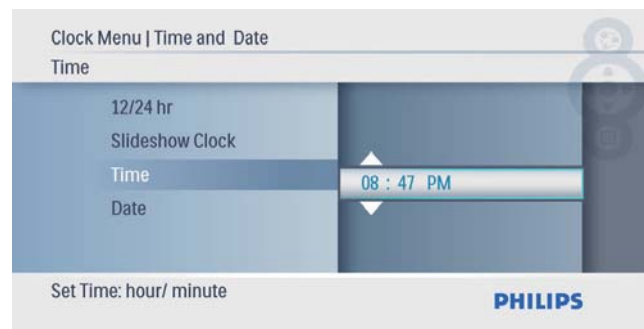 Clock Menu | Time and Date
Time
12/24 hr
Slideshow Clock
Time
08 : 47 PM
Date
Set Time: hour/ minute
PHILIPS